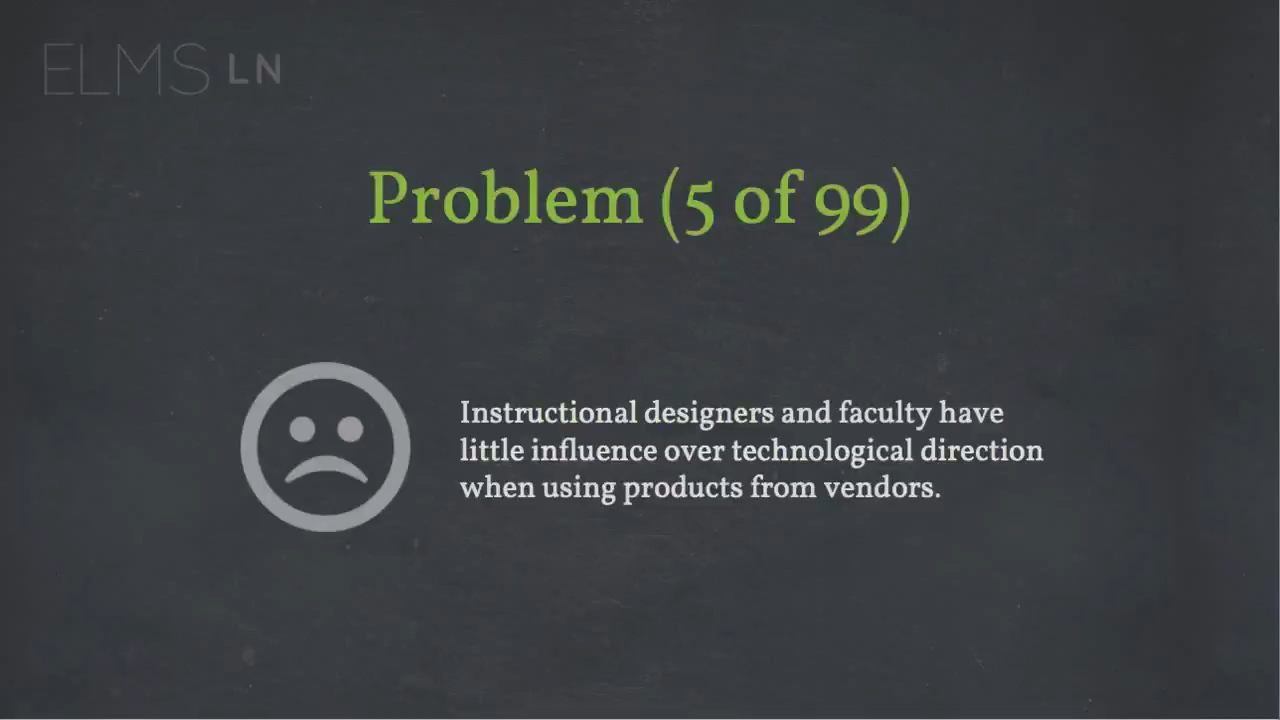 ELMS LN
Problem (5 of 99)
Instructional designers and faculty have
little influence over technological direction
when using products from vendors.